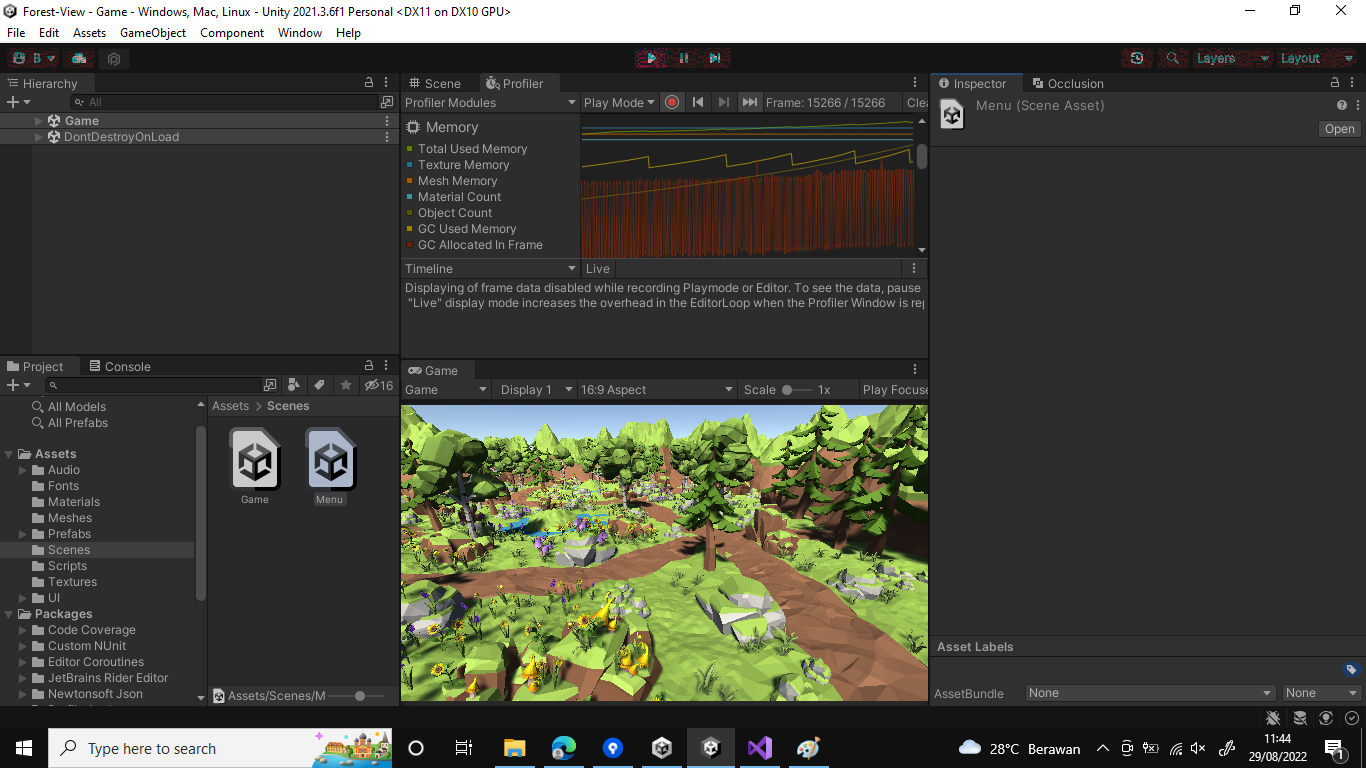 Forest-View - Game - Windows, Mac, Linux - Unity 2021.3.6f1 Personal <DX11 on DX10 GPU>
File Edit Assets GameObject Component Window Help
B
Layers
Layout
Hierarchy
All
Game
DontDestroyOnLoad
Scene
Profiler
Profiler Modules
Play Mode
Frame: 15266 / 15266
Clea
Memory
Total Used Memory
Texture Memory
Mesh Memory
Material Count
Object Count
GC Used Memory
GC Allocated In Frame
Timeline
Live
Displaying of frame data disabled while recording Playmode or Editor. To see the data, pause
"Live" display mode increases the overhead in the EditorLoop when the Profiler Window is rep
Inspector
Occlusion
Menu (Scene Asset)
Open
Project
Console
16
All Models
All Prefabs
Assets
Audio
Fonts
Materials
Meshes
Prefabs
Scenes
Scripts
Textures
UI
Packages
Code Coverage
Custom NUnit
Editor Coroutines
JetBrains Rider Editor
Newtonsoft Json
Assets > Scenes
Game
Menu
Assets/Scenes/M
Game
Game
Display 1
16:9 Aspect
Scale
1x
Play Focuse
Asset Labels
AssetBundle
None
None
Type here to search
28°C Berawan
11:44
29/08/2022
1